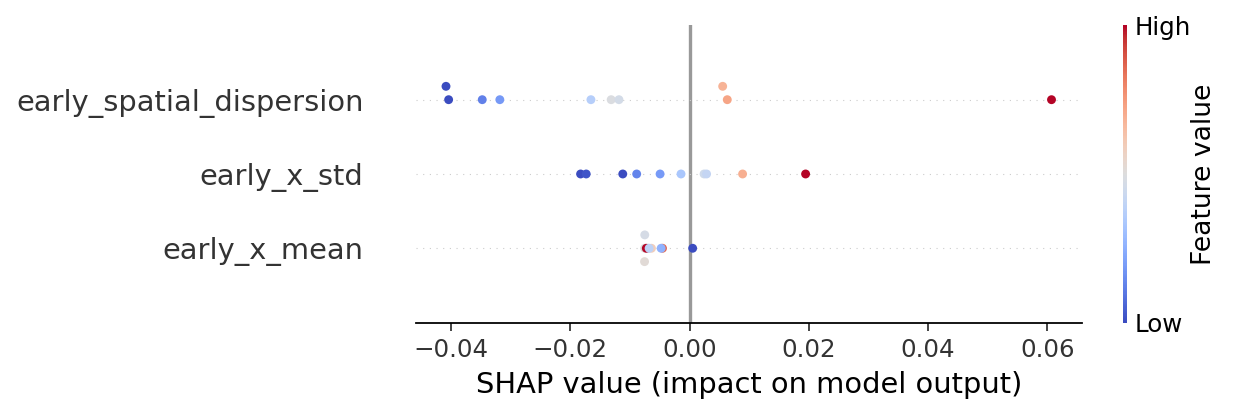 High
early_spatial_dispersion
early_x_std
early_x_mean
Feature value
Low
−0.04 −0.02 0.00 0.02 0.04 0.06
SHAP value (impact on model output)